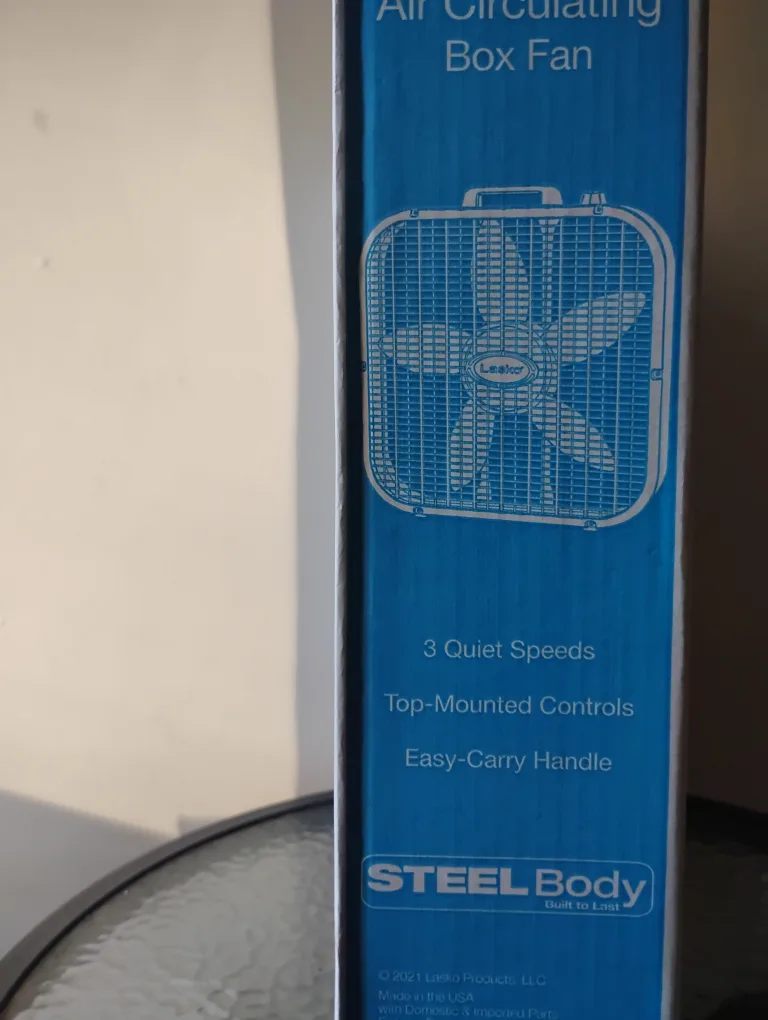 Air Circulating
Box Fan
Lasko
3 Quiet Speeds
Top-Mounted Controls
Easy-Carry Handle
STEEL Body
Built to Last
© 2021 Lasko Products, LLC
Made in the USA
with Domestic & Imported Parts